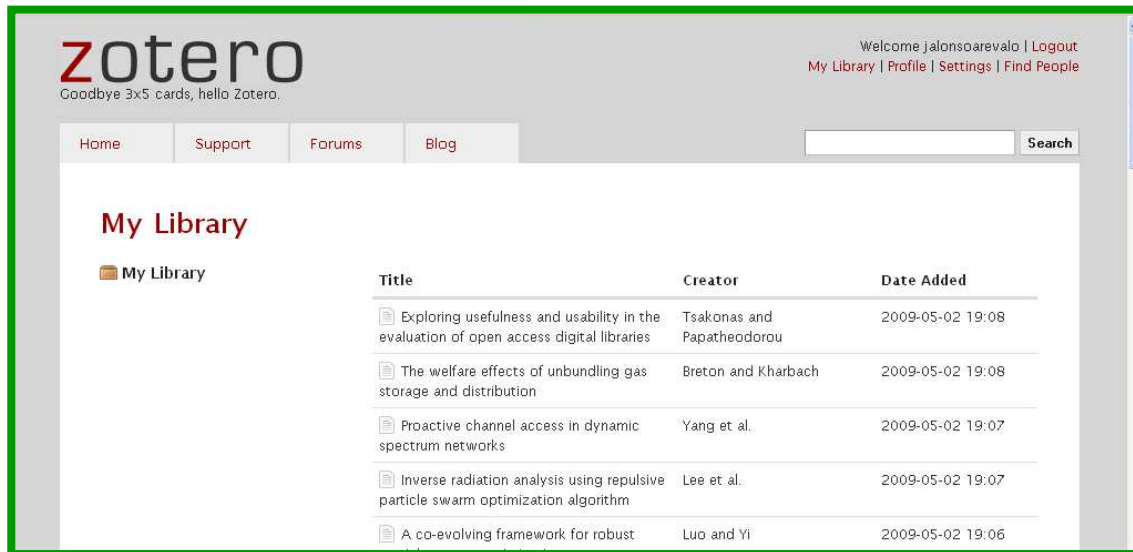 zotero
Goodbye 3x5 cards, hello Zotero.
Welcome jalonsoarevalo | Logout
My Library | Profile | Settings | Find People
Home Support Forums Blog Search
My Library
My Library
Title Creator Date Added
Exploring usefulness and usability in the Tsakonas and 2009-05-02 19:08
evaluation of open access digital libraries Papatheodorou
The welfare effects of unbundling gas Breton and Kharbach 2009-05-02 19:08
storage and distribution
Proactive channel access in dynamic Yang et al. 2009-05-02 19:07
spectrum networks
Inverse radiation analysis using repulsive Lee et al. 2009-05-02 19:07
particle swarm optimization algorithm
A co-evolving framework for robust Luo and Yi 2009-05-02 19:06